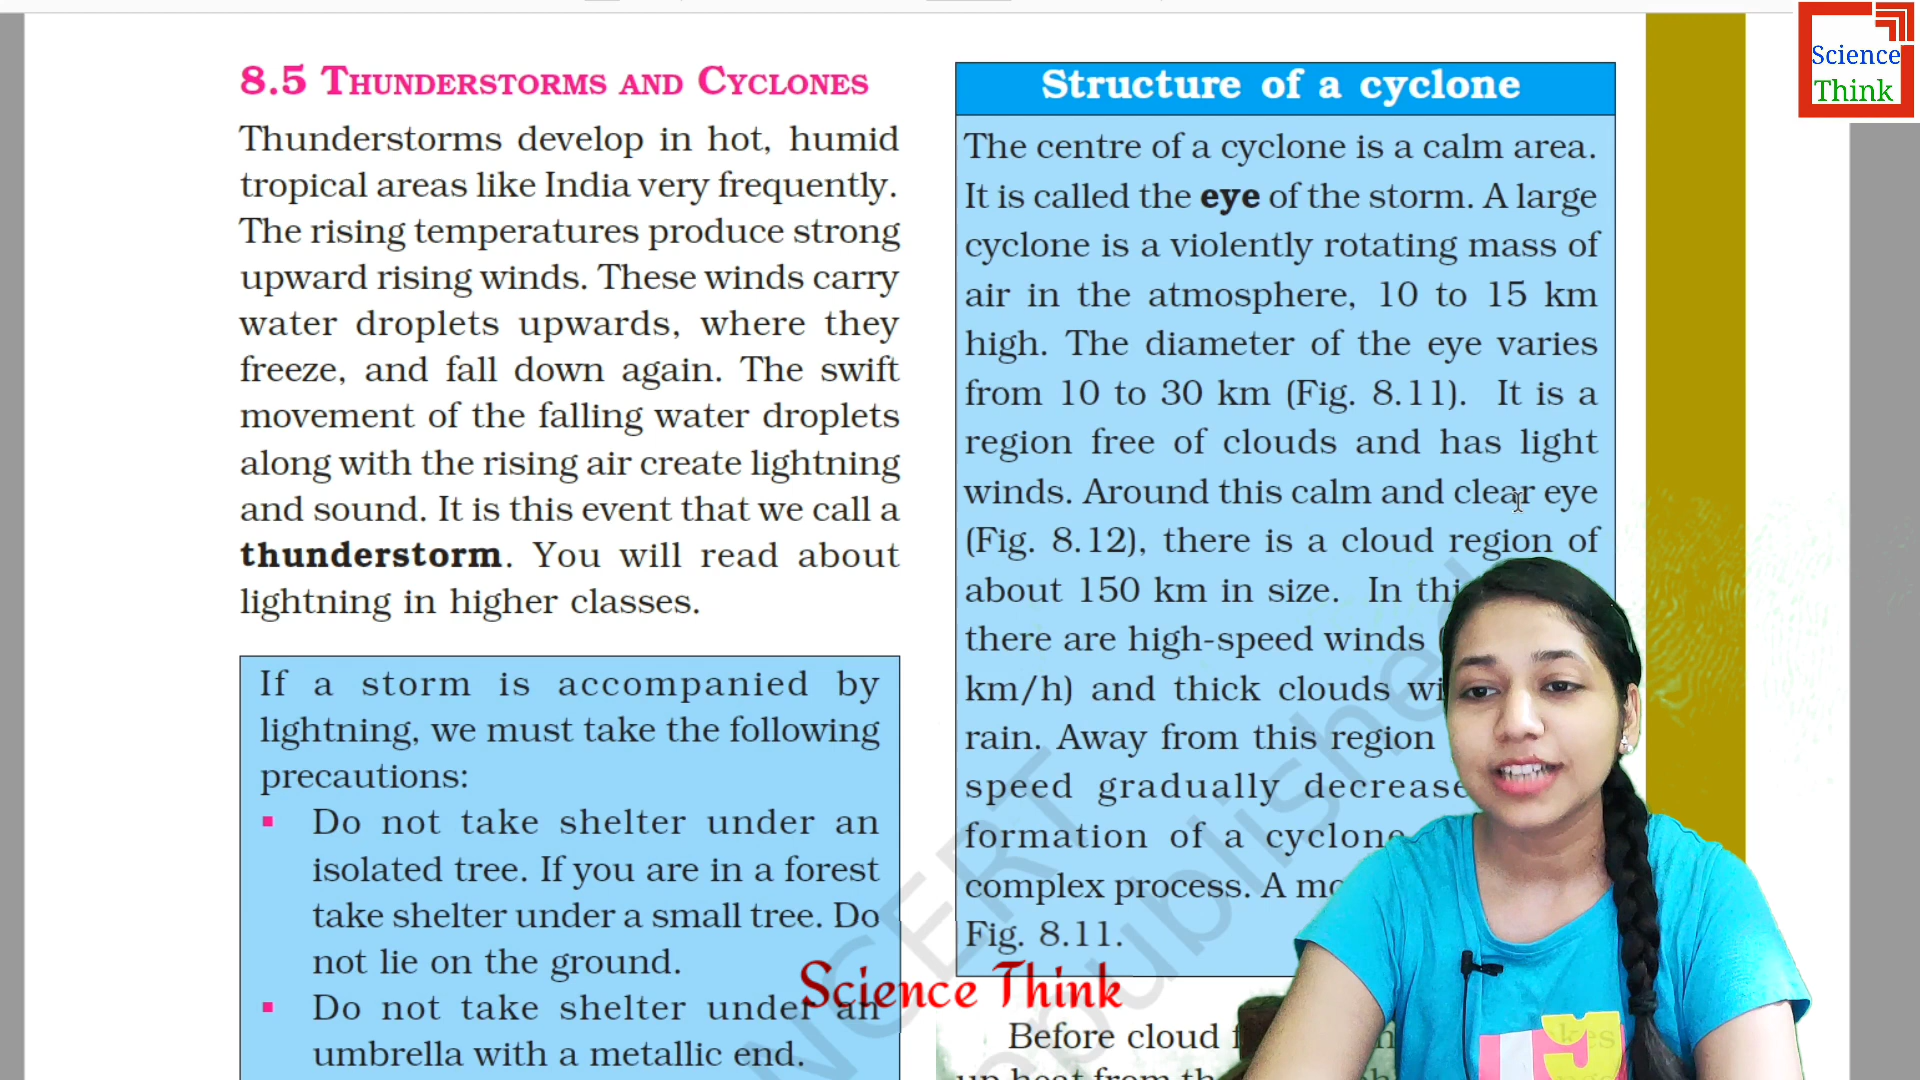 8.5 THUNDERSTORMS AND CYCLONES
Thunderstorms develop in hot, humid
tropical areas like India very frequently.
The rising temperatures produce strong
upward rising winds. These winds carry
water droplets upwards, where they
freeze, and fall down again. The swift
movement of the falling water droplets
along with the rising air create lightning
and sound. It is this event that we call a
thunderstorm. You will read about
lightning in higher classes.
If a storm is accompanied by
lightning, we must take the following
precautions:
▪ Do not take shelter under an
isolated tree. If you are in a forest
take shelter under a small tree. Do
not lie on the ground.
▪ Do not take shelter under an
umbrella with a metallic end.
Structure of a cyclone
The centre of a cyclone is a calm area.
It is called the eye of the storm. A large
cyclone is a violently rotating mass of
air in the atmosphere, 10 to 15 km
high. The diameter of the eye varies
from 10 to 30 km (Fig. 8.11). It is a
region free of clouds and has light
winds. Around this calm and clear eye
(Fig. 8.12), there is a cloud region of
about 150 km in size. In
there are high-speed winds
km/h) and thick clouds
rain. Away from this region
speed gradually
formation of a cyclone
complex process. A
Fig. 8.11.
Before cloud
up heat from
Science
Think
Science Think
NCERT
republished